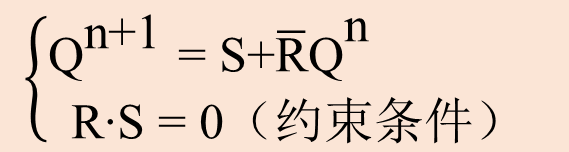 Qⁿ⁺¹ = S+R̅Qⁿ
R·S = 0（约束条件）